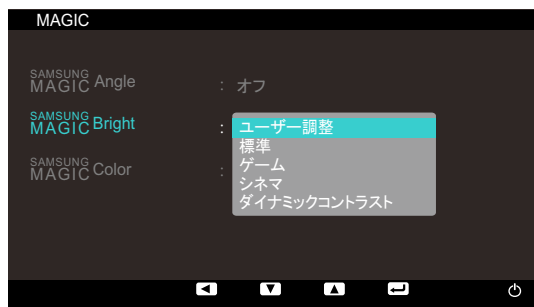 MAGIC
SAMSUNG MAGIC Angle : オフ
SAMSUNG MAGIC Bright : ユーザー調整
標準
ゲーム
シネマ
ダイナミックコントラスト
SAMSUNG MAGIC Color :